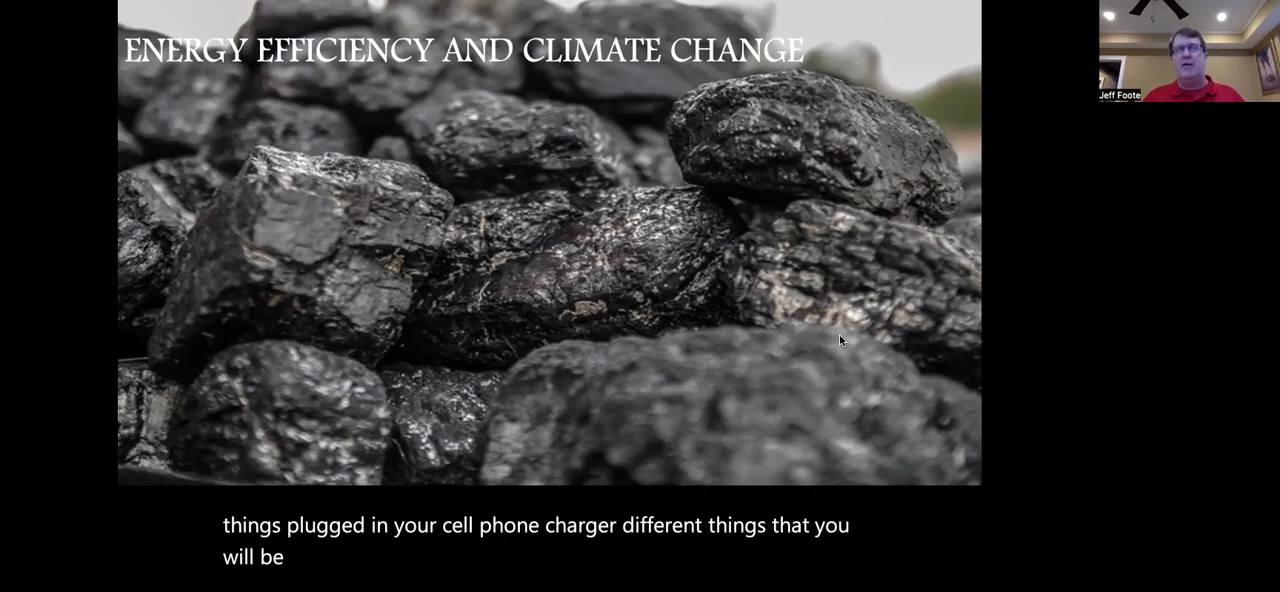 ENERGY EFFICIENCY AND CLIMATE CHANGE
Jeff Foote
things plugged in your cell phone charger different things that you
will be